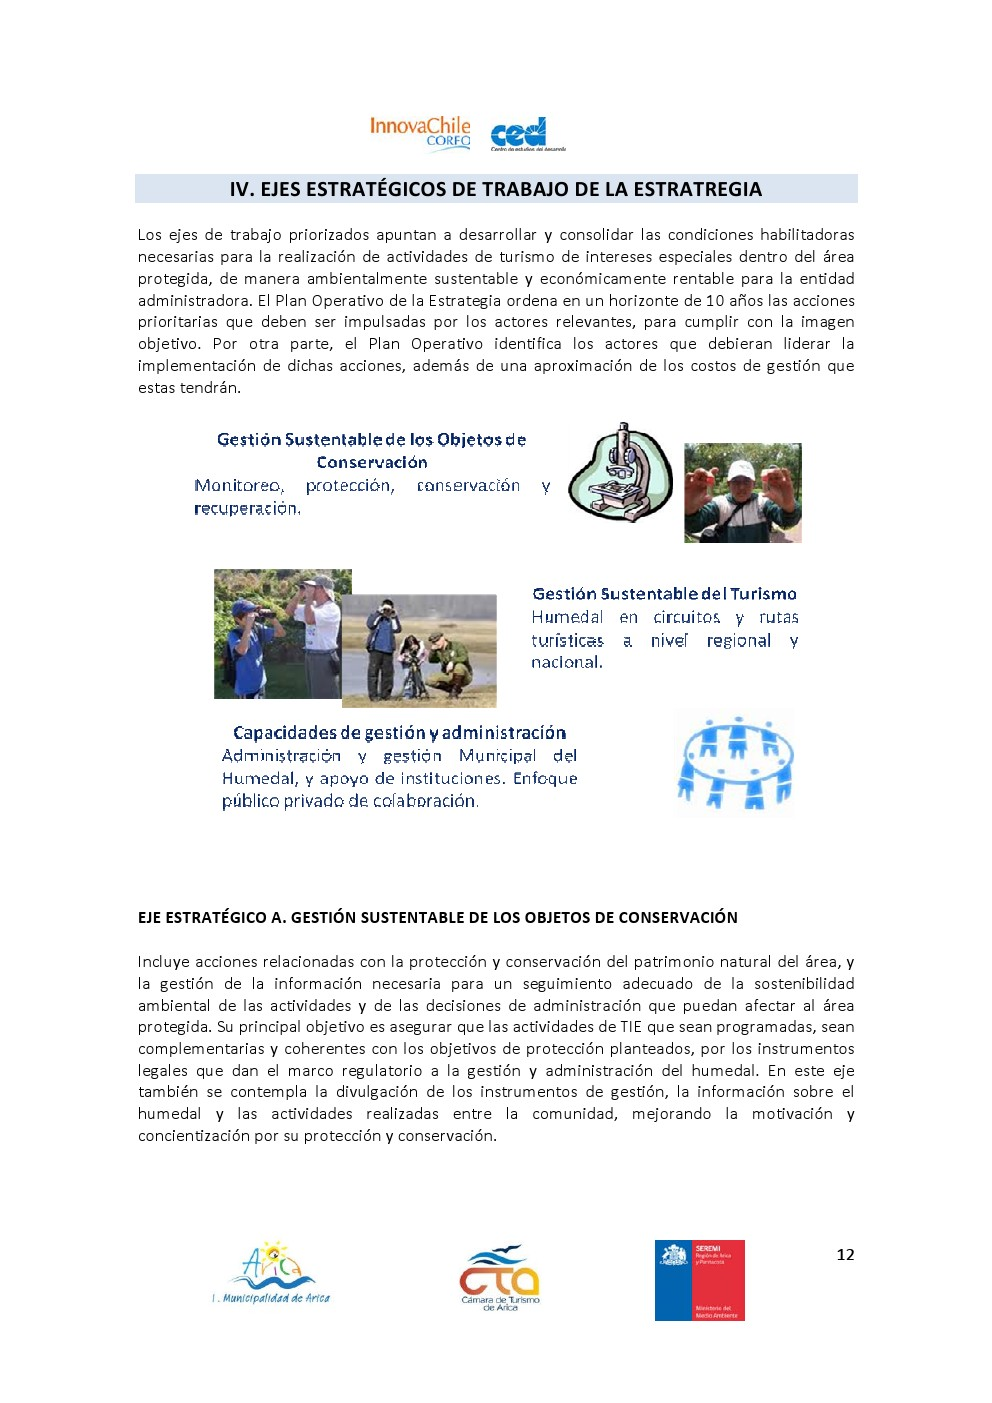 InnovaChile
CORFO
ced
Centro de estudios del desarrollo
IV. EJES ESTRATÉGICOS DE TRABAJO DE LA ESTRATREGIA
Los ejes de trabajo priorizados apuntan a desarrollar y consolidar las condiciones habilitadoras
necesarias para la realización de actividades de turismo de intereses especiales dentro del área
protegida, de manera ambientalmente sustentable y económicamente rentable para la entidad
administradora. El Plan Operativo de la Estrategia ordena en un horizonte de 10 años las acciones
prioritarias que deben ser impulsadas por los actores relevantes, para cumplir con la imagen
objetivo. Por otra parte, el Plan Operativo identifica los actores que debieran liderar la
implementación de dichas acciones, además de una aproximación de los costos de gestión que
estas tendrán.
Gestión Sustentable de los Objetos de
Conservación
Monitoreo, protección, conservación y
recuperación.
Gestión Sustentable del Turismo
Humedal en circuitos y rutas
turísticas a nivel regional y
nacional.
Capacidades de gestión y administración
Administración y gestión Municipal del
Humedal, y apoyo de instituciones. Enfoque
público privado de colaboración.
EJE ESTRATÉGICO A. GESTIÓN SUSTENTABLE DE LOS OBJETOS DE CONSERVACIÓN
Incluye acciones relacionadas con la protección y conservación del patrimonio natural del área, y
la gestión de la información necesaria para un seguimiento adecuado de la sostenibilidad
ambiental de las actividades y de las decisiones de administración que puedan afectar al área
protegida. Su principal objetivo es asegurar que las actividades de TIE que sean programadas, sean
complementarias y coherentes con los objetivos de protección planteados, por los instrumentos
legales que dan el marco regulatorio a la gestión y administración del humedal. En este eje
también se contempla la divulgación de los instrumentos de gestión, la información sobre el
humedal y las actividades realizadas entre la comunidad, mejorando la motivación y
concientización por su protección y conservación.
Arica
I. Municipalidad de Arica
CTA
Cámara de Turismo
de Arica
SEREMI
Región de Arica
y Parinacota
Ministerio del
Medio Ambiente
12